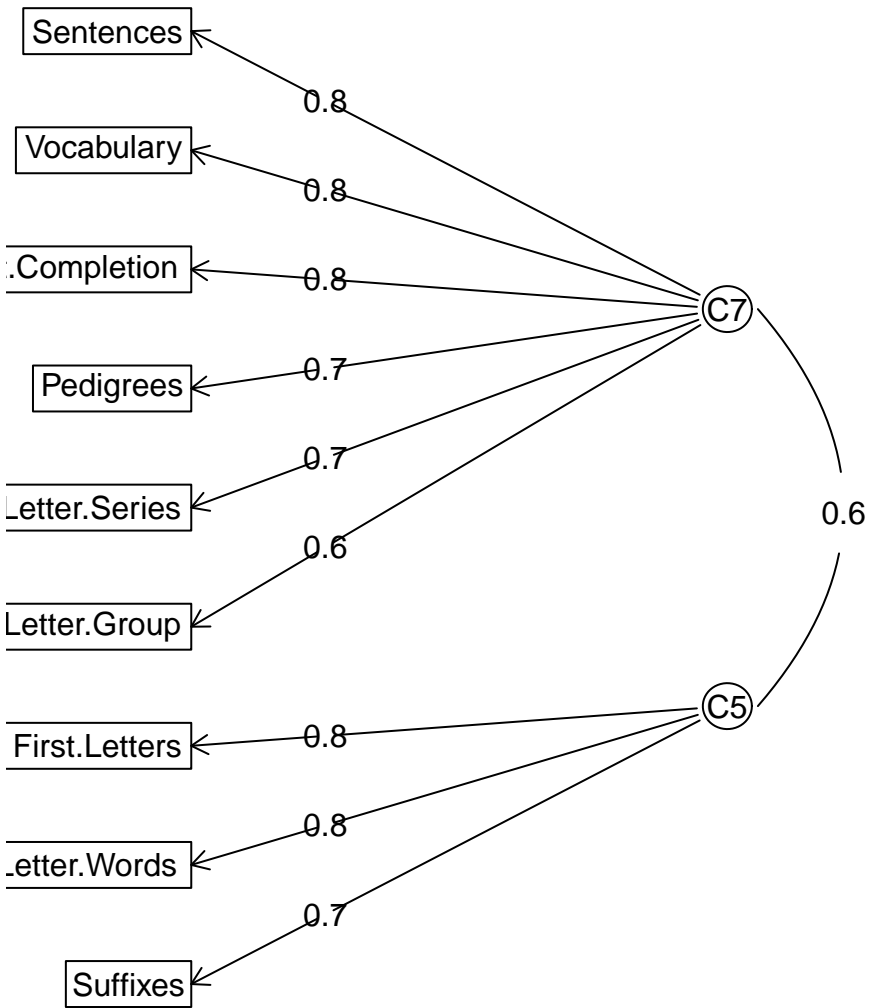 Sentences
0.8
Vocabulary
0.8
.Completion
0.8
C7
Pedigrees
0.7
Letter.Series
0.7
0.6
0.6
Letter.Group
C5
First.Letters
0.8
Letter.Words
0.8
0.7
Suffixes